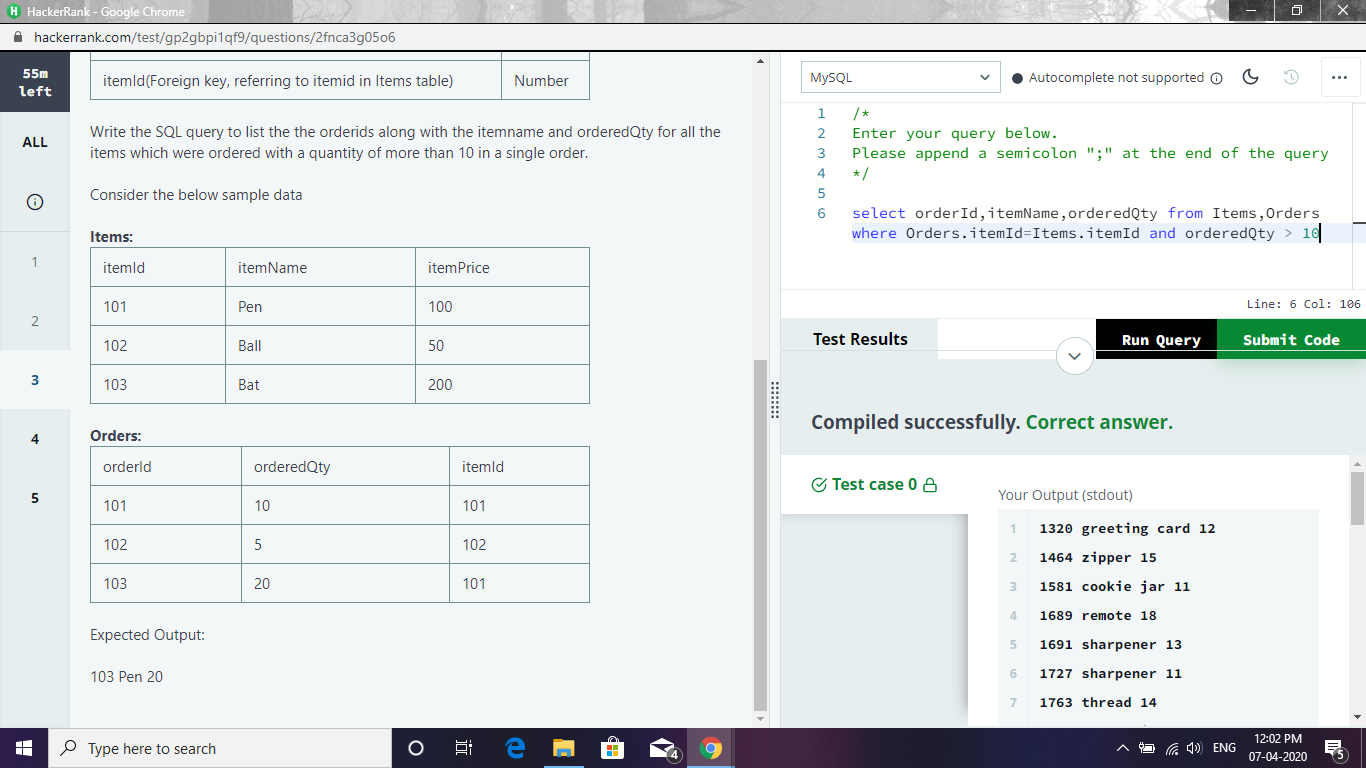 HackerRank - Google Chrome
hackerrank.com/test/gp2gbpi1qf9/questions/2fnca3g05o6
55m
left
ALL
1
2
3
4
5
itemId(Foreign key, referring to itemid in Items table) Number
Write the SQL query to list the the orderids along with the itemname and orderedQty for all the
items which were ordered with a quantity of more than 10 in a single order.
Consider the below sample data
Items:
itemId itemName itemPrice
101 Pen 100
102 Ball 50
103 Bat 200
Orders:
orderId orderedQty itemId
101 10 101
102 5 102
103 20 101
Expected Output:
103 Pen 20
MySQL
Autocomplete not supported
1 /*
2 Enter your query below.
3 Please append a semicolon ";" at the end of the query
4 */
5
6 select orderId,itemName,orderedQty from Items,Orders
where Orders.itemId=Items.itemId and orderedQty > 10
Line: 6 Col: 106
Test Results
Run Query
Submit Code
Compiled successfully. Correct answer.
Test case 0
Your Output (stdout)
1 1320 greeting card 12
2 1464 zipper 15
3 1581 cookie jar 11
4 1689 remote 18
5 1691 sharpener 13
6 1727 sharpener 11
7 1763 thread 14
Type here to search
4
ENG
12:02 PM
07-04-2020
5